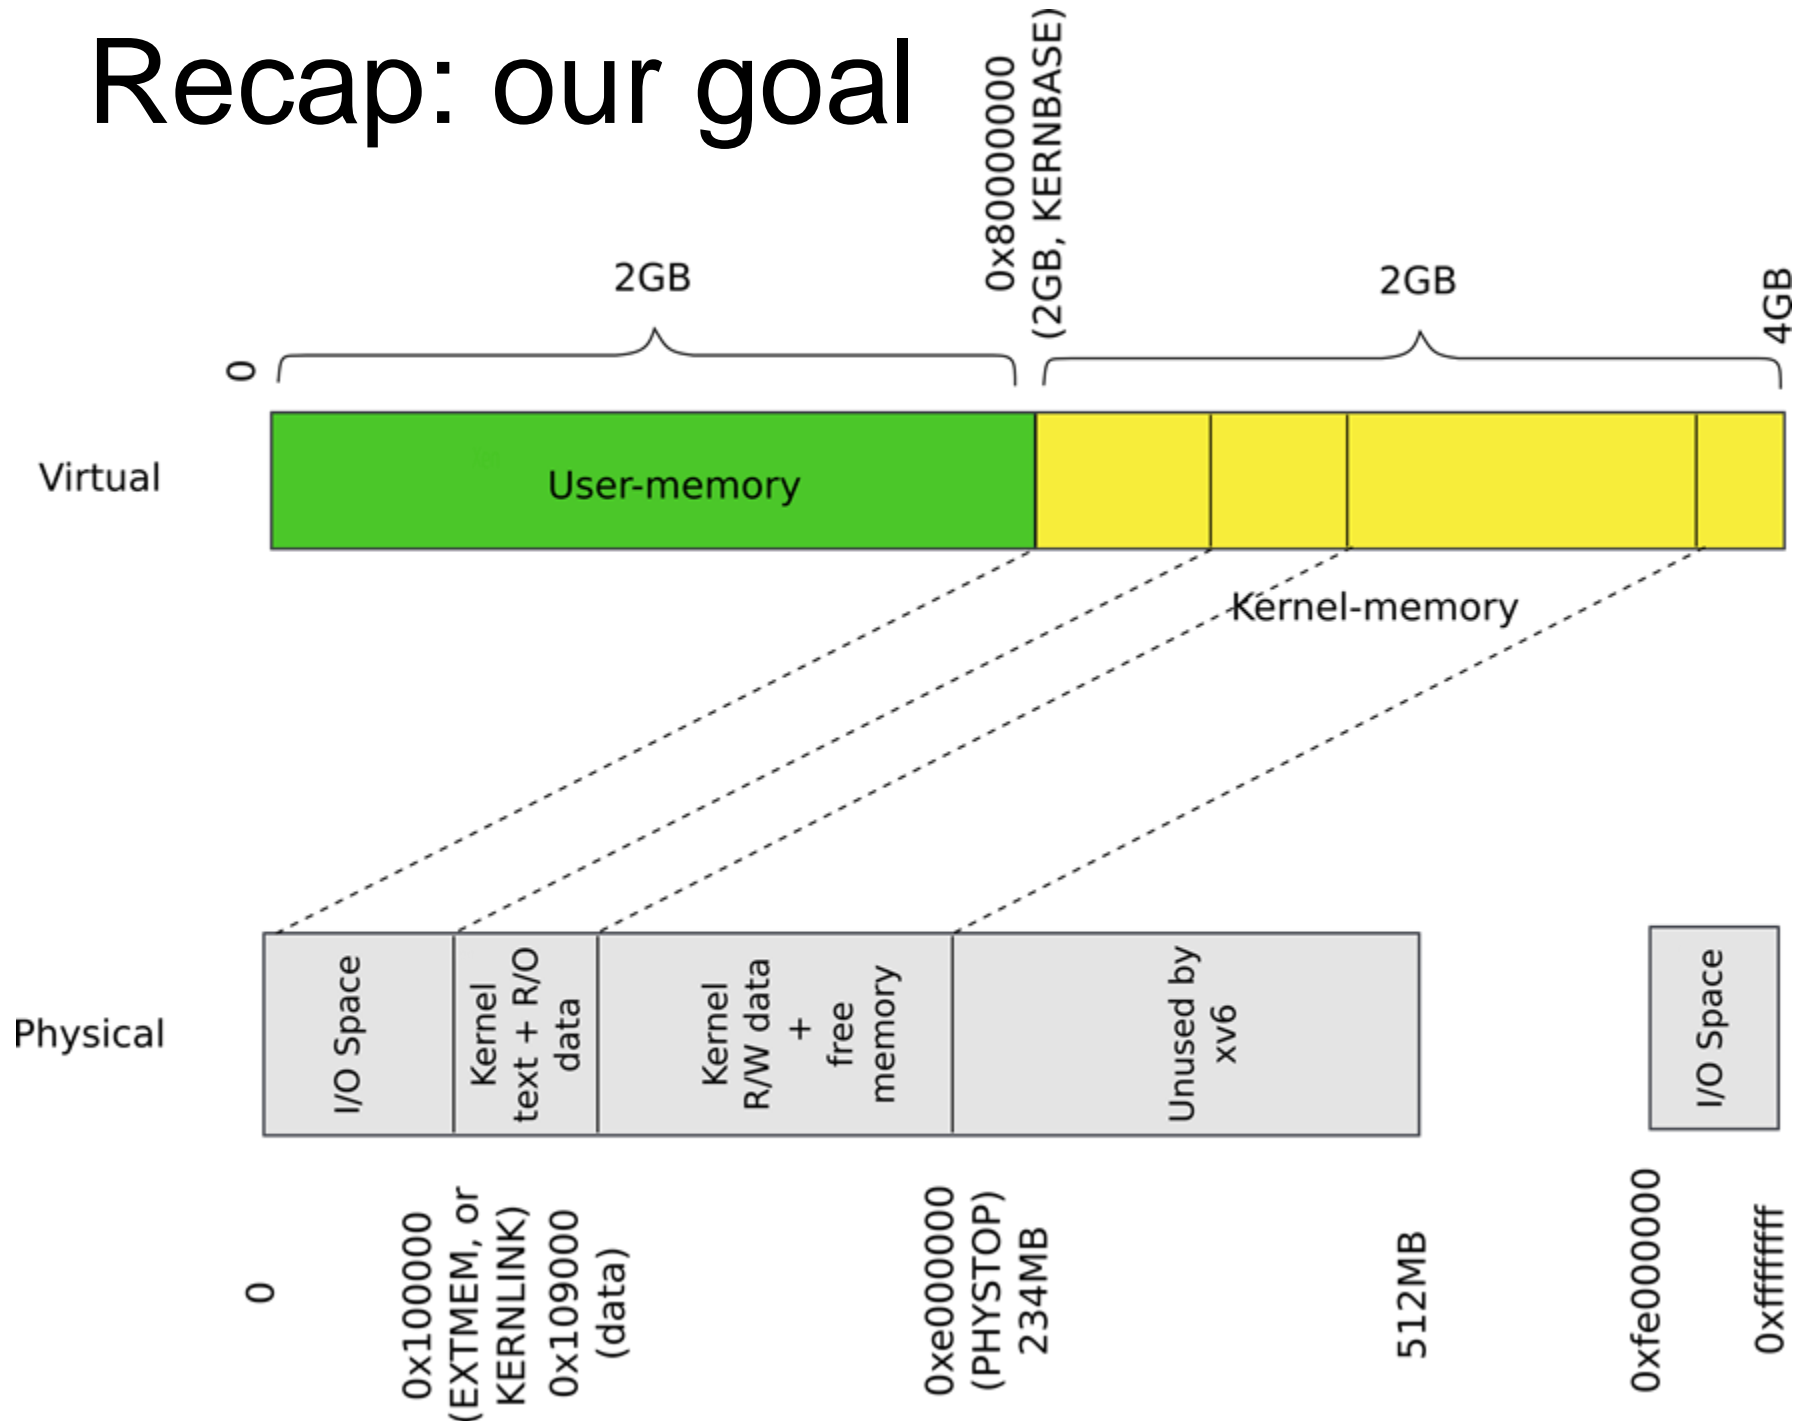 Recap: our goal
0x80000000
(2GB, KERNBASE)
2GB
2GB
4GB
0
Virtual
User-memory
Kernel-memory
Physical
I/O Space
Kernel
text + R/O
data
Kernel
R/W data
+
free
memory
Unused by
xv6
I/O Space
0
0x100000
(EXTMEM, or
KERNLINK)
0x109000
(data)
0xe000000
(PHYSTOP)
234MB
512MB
0xfe000000
0xffffffff